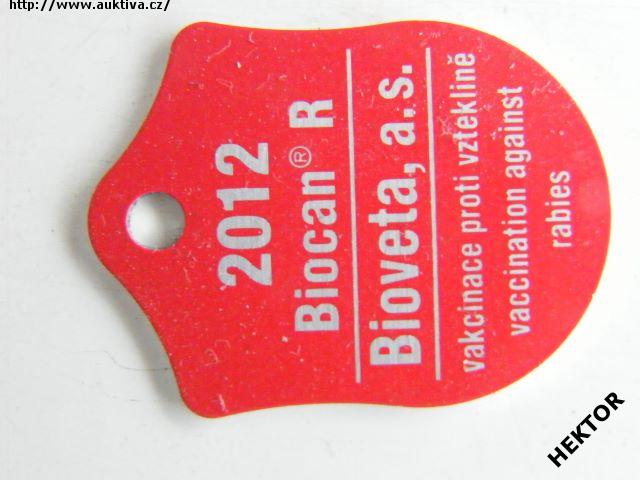 http://www.auktiva.cz/
2012
Biocan® R
Bioveta, a.s.
vakcinace proti vzteklině
vaccination against
rabies
HEKTOR